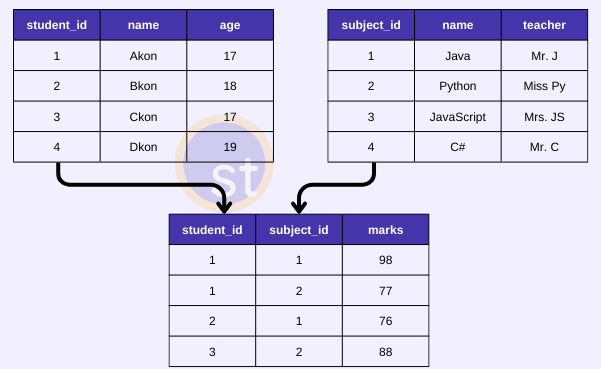 student_id name age
1 Akon 17
2 Bkon 18
3 Ckon 17
4 Dkon 19
subject_id name teacher
1 Java Mr. J
2 Python Miss Py
3 JavaScript Mrs. JS
4 C# Mr. C
st
student_id subject_id marks
1 1 98
1 2 77
2 1 76
3 2 88